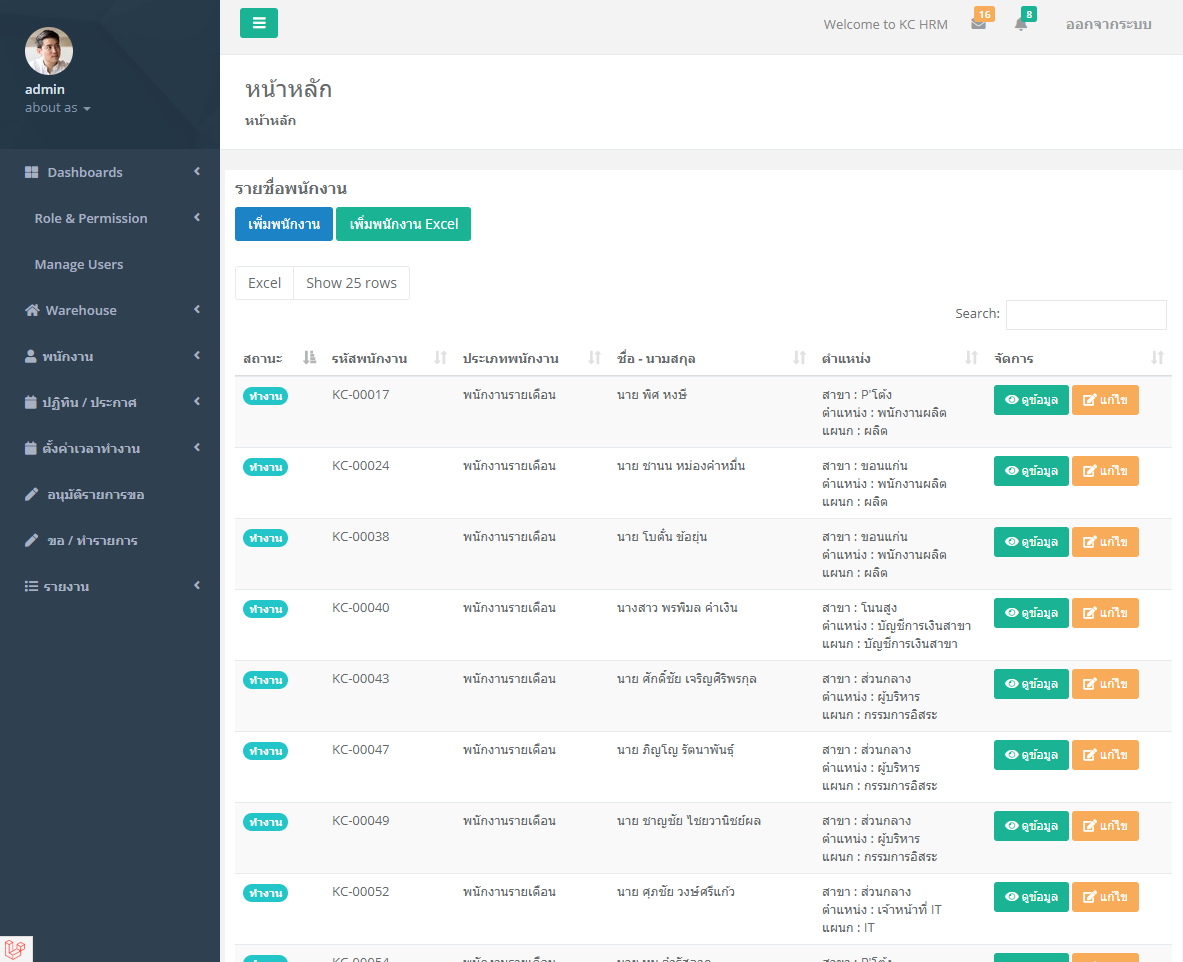 Welcome to KC HRM
16
8
ออกจากระบบ
admin
about as
Dashboards
Role & Permission
Manage Users
Warehouse
พนักงาน
ปฏิทิน / ประกาศ
ตั้งค่าเวลาทำงาน
อนุมัติรายการขอ
ขอ / ทำรายการ
รายงาน
หน้าหลัก
หน้าหลัก
รายชื่อพนักงาน
เพิ่มพนักงาน เพิ่มพนักงาน Excel
Excel Show 25 rows
Search:
สถานะ รหัสพนักงาน ประเภทพนักงาน ชื่อ - นามสกุล ตำแหน่ง จัดการ
ทำงาน KC-00017 พนักงานรายเดือน นาย พิศ หงษี สาขา : P'โต้ง ดูข้อมูล แก้ไข
ตำแหน่ง : พนักงานผลิต
แผนก : ผลิต
ทำงาน KC-00024 พนักงานรายเดือน นาย ชานน หม่องคำหมื่น สาขา : ขอนแก่น ดูข้อมูล แก้ไข
ตำแหน่ง : พนักงานผลิต
แผนก : ผลิต
ทำงาน KC-00038 พนักงานรายเดือน นาย โบตั๋น ข้อยุ่น สาขา : ขอนแก่น ดูข้อมูล แก้ไข
ตำแหน่ง : พนักงานผลิต
แผนก : ผลิต
ทำงาน KC-00040 พนักงานรายเดือน นางสาว พรพิมล คำเงิน สาขา : โนนสูง ดูข้อมูล แก้ไข
ตำแหน่ง : บัญชีการเงินสาขา
แผนก : บัญชีการเงินสาขา
ทำงาน KC-00043 พนักงานรายเดือน นาย ศักดิ์ชัย เจริญศิริพรกุล สาขา : ส่วนกลาง ดูข้อมูล แก้ไข
ตำแหน่ง : ผู้บริหาร
แผนก : กรรมการอิสระ
ทำงาน KC-00047 พนักงานรายเดือน นาย ภิญโญ รัตนาพันธุ์ สาขา : ส่วนกลาง ดูข้อมูล แก้ไข
ตำแหน่ง : ผู้บริหาร
แผนก : กรรมการอิสระ
ทำงาน KC-00049 พนักงานรายเดือน นาย ชาญชัย ไชยวานิชย์ผล สาขา : ส่วนกลาง ดูข้อมูล แก้ไข
ตำแหน่ง : ผู้บริหาร
แผนก : กรรมการอิสระ
ทำงาน KC-00052 พนักงานรายเดือน นาย ศุภชัย วงษ์ศรีแก้ว สาขา : ส่วนกลาง ดูข้อมูล แก้ไข
ตำแหน่ง : เจ้าหน้าที่ IT
แผนก : IT
KC-00054 พนักงานรายเดือน สาขา : P'โต้ง